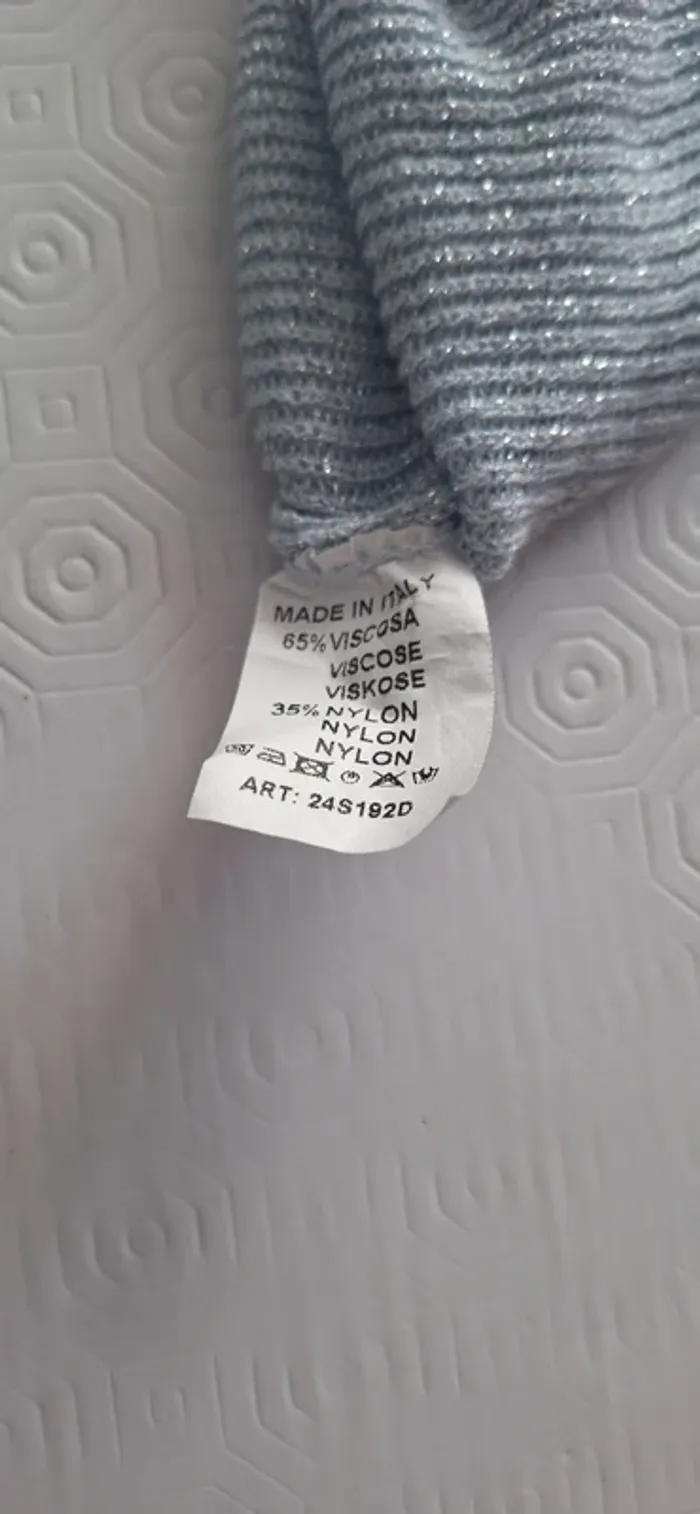 MADE IN ITALY
65% VISCOSA
VISCOSE
VISKOSE
35% NYLON
NYLON
NYLON
ART: 24S192D